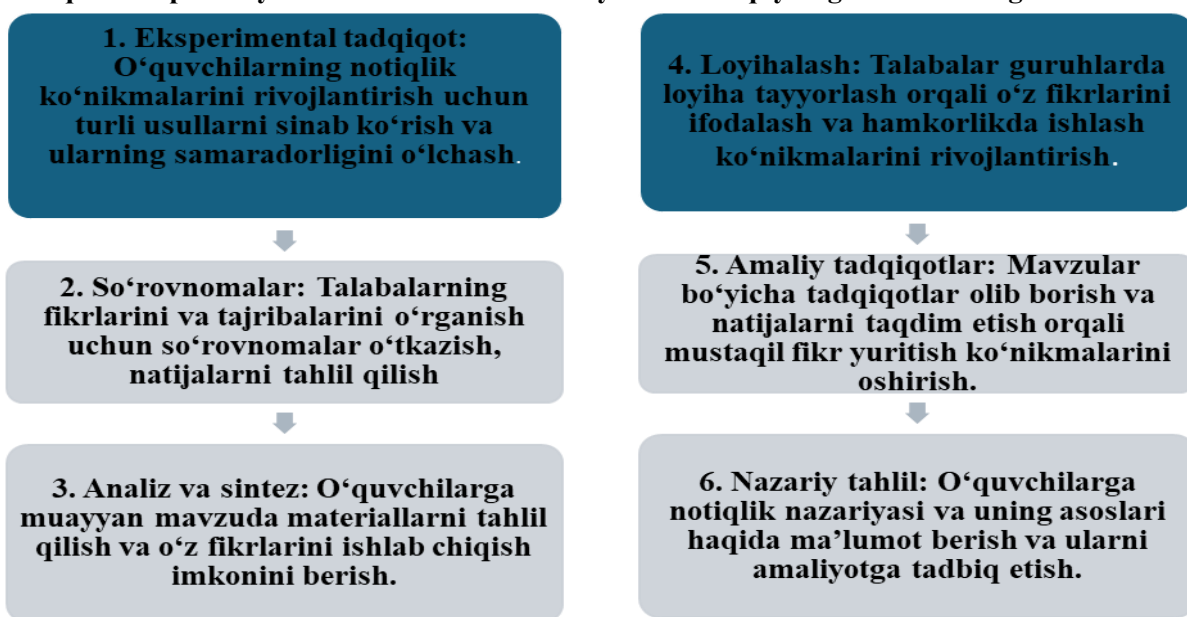 1. Eksperimental tadqiqot:
O‘quvchilarning notiqlik
ko‘nikmalarini rivojlantirish uchun
turli usullarni sinab ko‘rish va
ularning samaradorligini o‘lchash.
2. So‘rovnomalar: Talabalarning
fikrlarini va tajribalarini o‘rganish
uchun so‘rovnomalar o‘tkazish,
natijalarni tahlil qilish
3. Analiz va sintez: O‘quvchilarga
muayyan mavzuda materiallarni tahlil
qilish va o‘z fikrlarini ishlab chiqish
imkonini berish.
4. Loyihalash: Talabalar guruhlarda
loyiha tayyorlash orqali o‘z fikrlarini
ifodalash va hamkorlikda ishlash
ko‘nikmalarini rivojlantirish.
5. Amaliy tadqiqotlar: Mavzular
bo‘yicha tadqiqotlar olib borish va
natijalarni taqdim etish orqali
mustaqil fikr yuritish ko‘nikmalarini
oshirish.
6. Nazariy tahlil: O‘quvchilarga
notiqlik nazariyasi va uning asoslari
haqida ma’lumot berish va ularni
amaliyotga tadbiq etish.